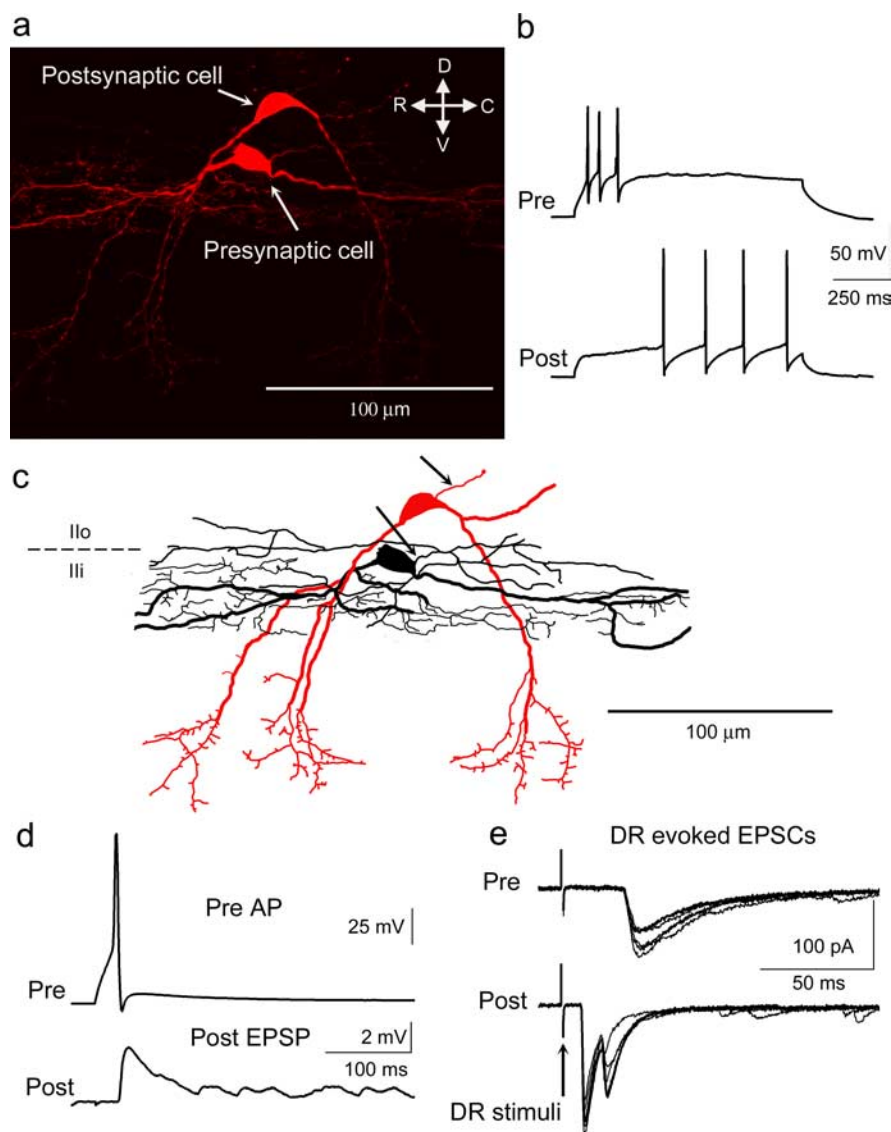 a
Postsynaptic cell
D
R
C
V
Presynaptic cell
100 μm
b
Pre
50 mV
250 ms
Post
c
IIo
IIi
100 μm
d
Pre AP
25 mV
Pre
Post EPSP
2 mV
100 ms
Post
e
DR evoked EPSCs
Pre
100 pA
50 ms
Post
DR stimuli